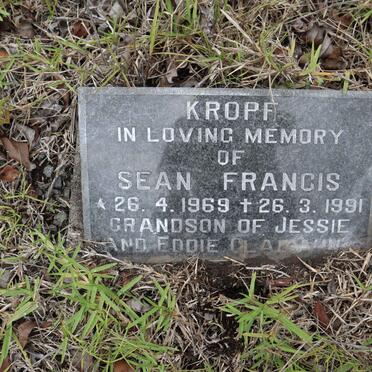 KROPF
IN LOVING MEMORY
OF
SEAN FRANCIS
★ 26. 4. 1969 ✝ 26. 3. 1991
GRANDSON OF JESSIE
AND EDDIE